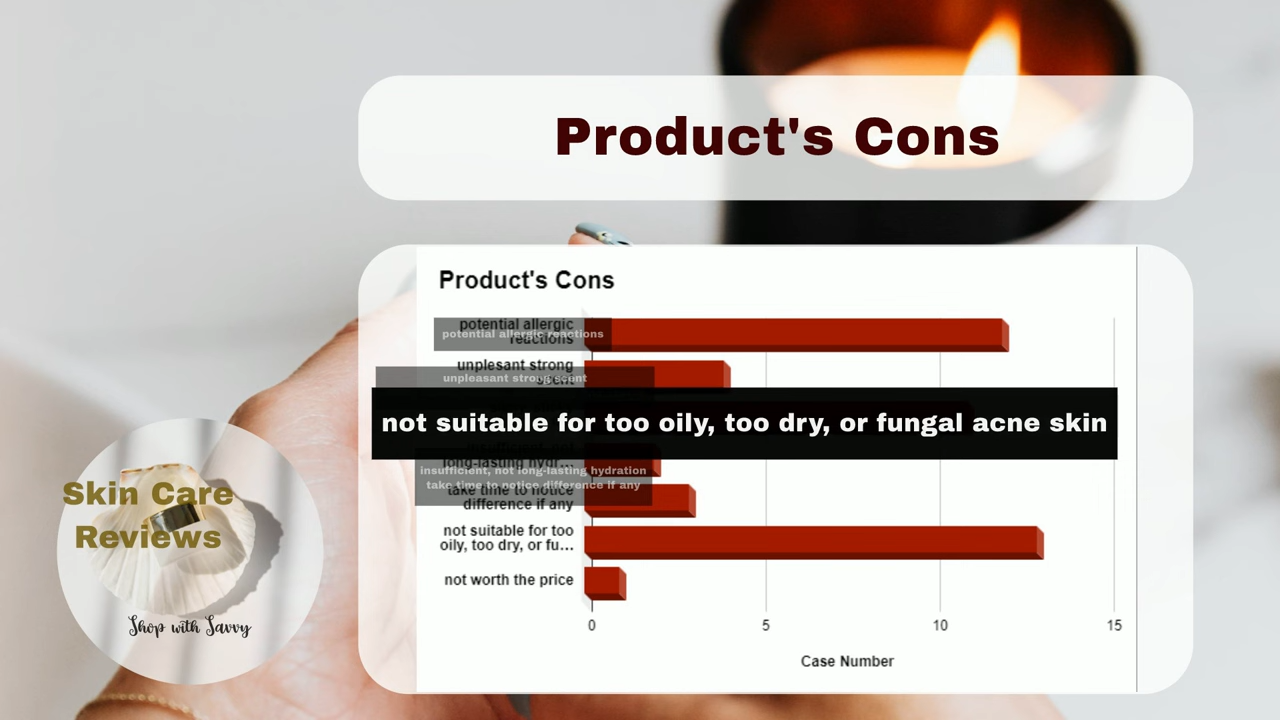 Product's Cons
Product's Cons
potential allergic
reactions
potential allergic reactions
unplesant strong
unpleasant strong scent
not suitable for too oily, too dry, or fungal acne skin
long-lasting hydr...
insufficient, not long-lasting hydration
take time to notice difference if any
take time to notice
difference if any
not suitable for too
oily, too dry, or fu...
not worth the price
0 5 10 15
Case Number
Skin Care
Reviews
Shop with Savvy